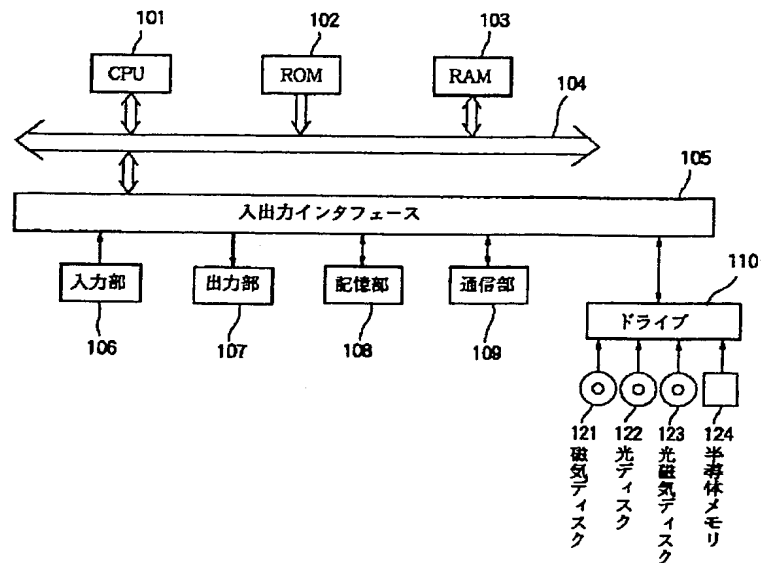 101
102
103
CPU
ROM
RAM
104
105
入出力インタフェース
入力部
出力部
記憶部
通信部
110
ドライブ
106
107
108
109
121
122
123
124
磁気ディスク
光ディスク
光磁気ディスク
半導体メモリ